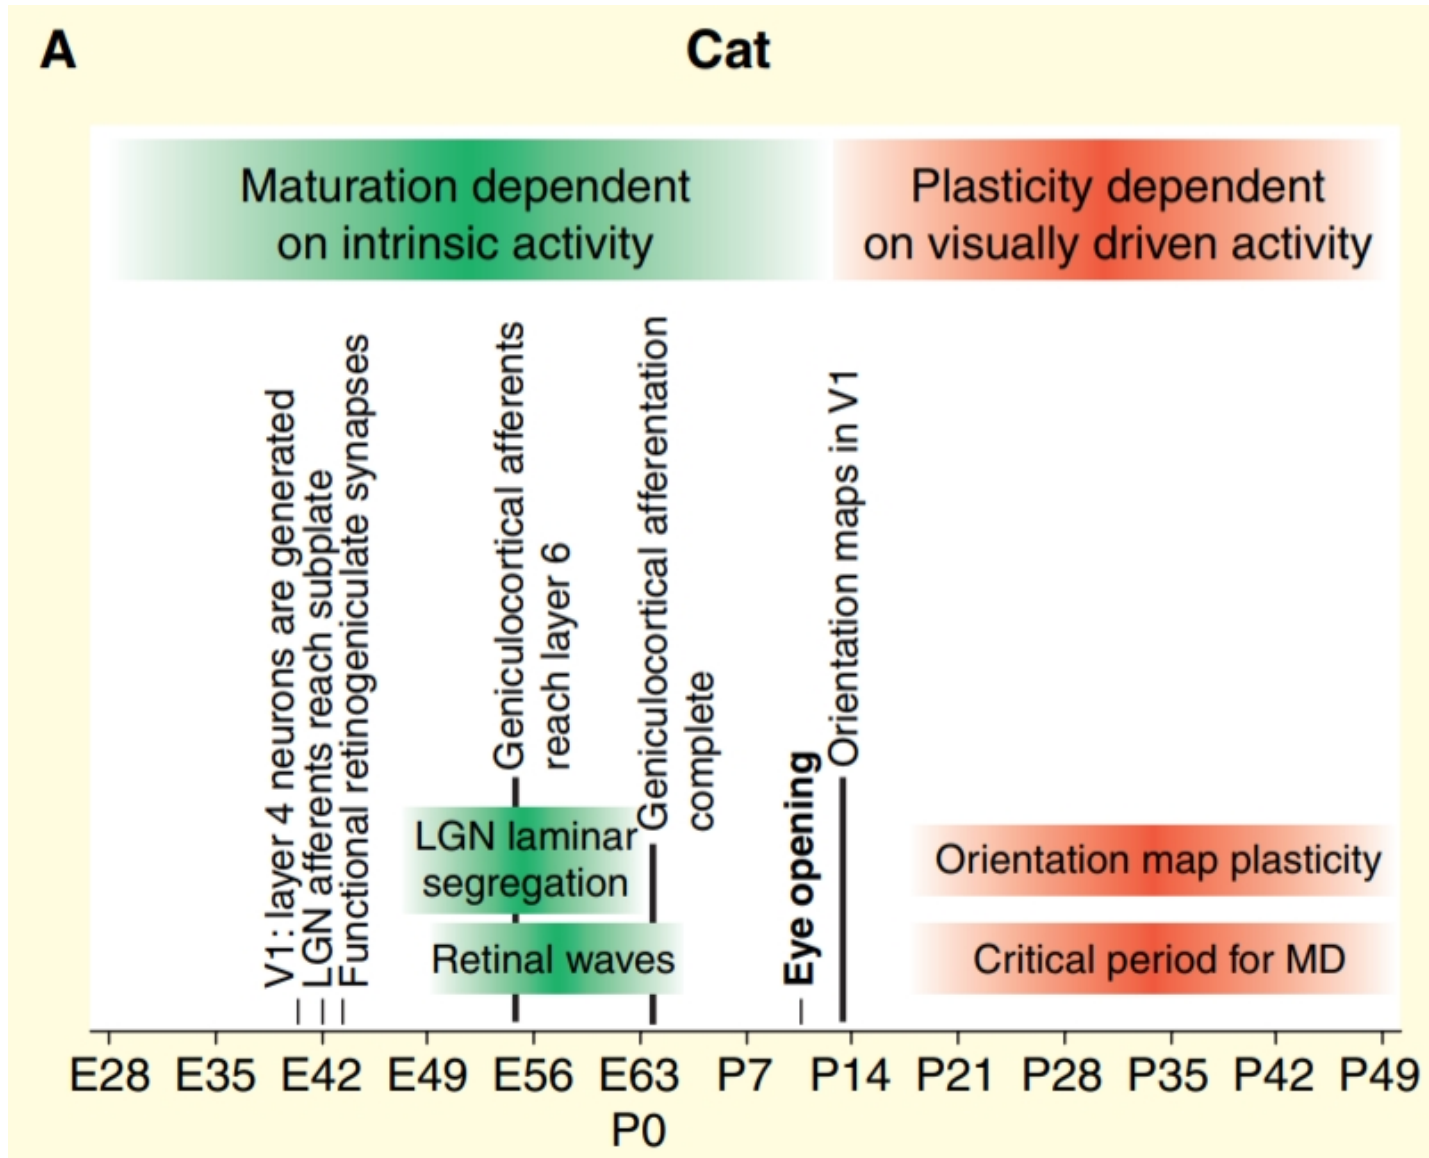 A
Cat
Maturation dependent
on intrinsic activity
Plasticity dependent
on visually driven activity
V1: layer 4 neurons are generated
LGN afferents reach subplate
Functional retinogeniculate synapses
Geniculocortical afferents
reach layer 6
Geniculocortical afferentation
complete
Eye opening
Orientation maps in V1
LGN laminar
segregation
Retinal waves
Orientation map plasticity
Critical period for MD
E28 E35 E42 E49 E56 E63 P7 P14 P21 P28 P35 P42 P49
P0